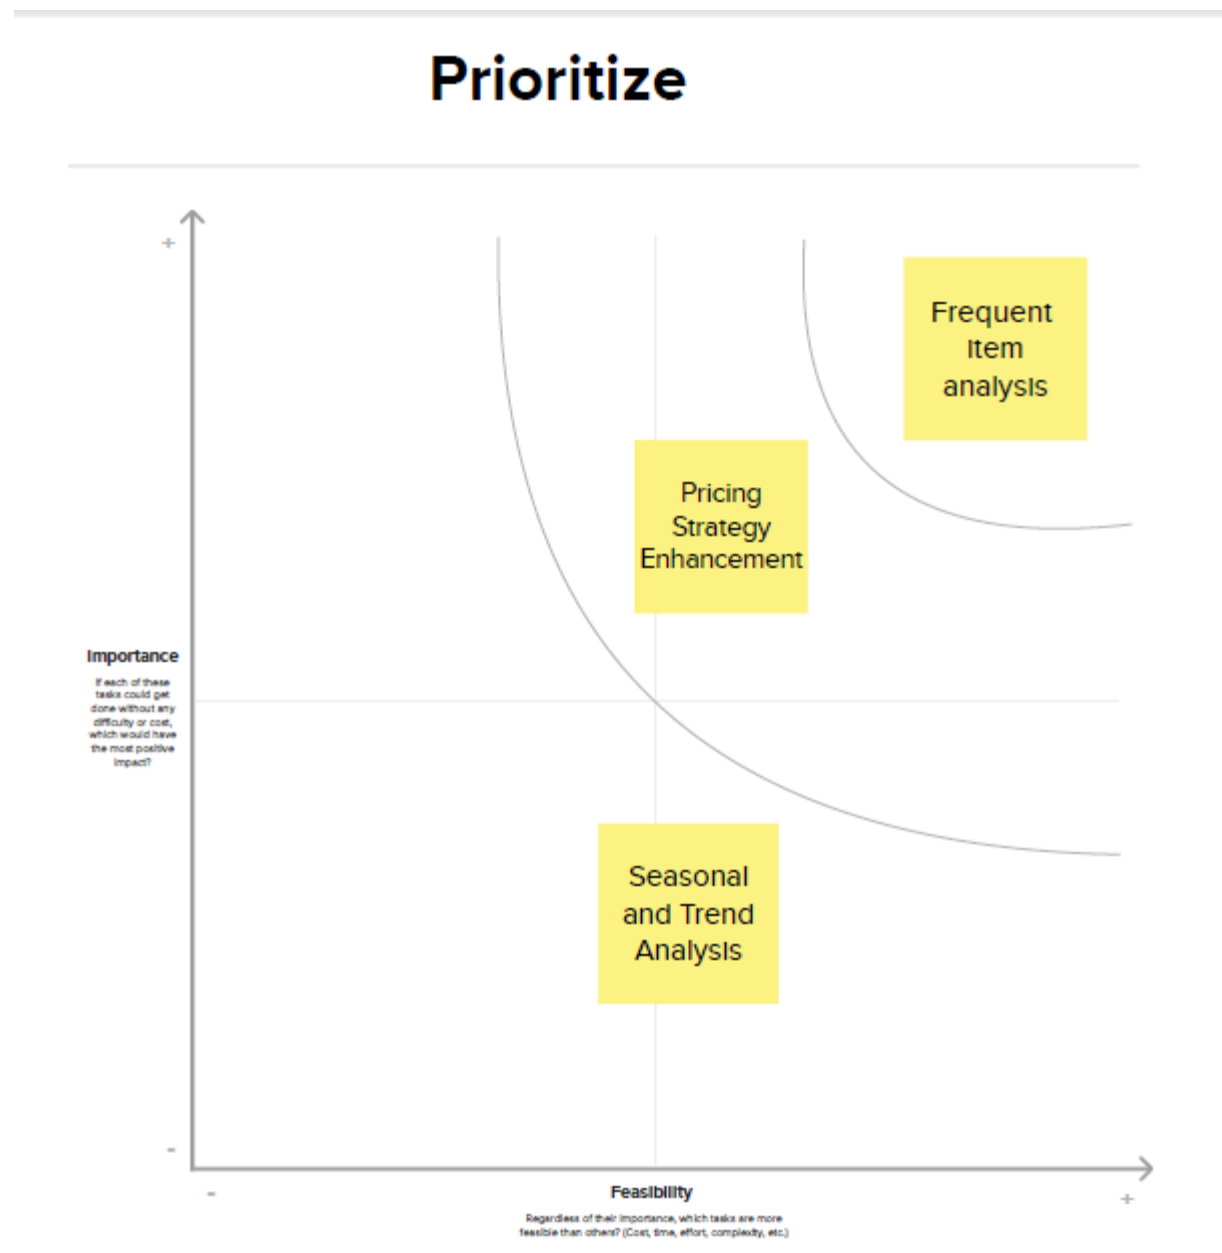 Prioritize
+
Frequent
item
analysis
Pricing
Strategy
Enhancement
Importance
If each of these
tasks could get
done without any
difficulty or cost,
which would have
the most positive
impact?
Seasonal
and Trend
Analysis
-
-
Feasibility
+
Regardless of their importance, which tasks are more
feasible than others? (Cost, time, effort, complexity, etc.)